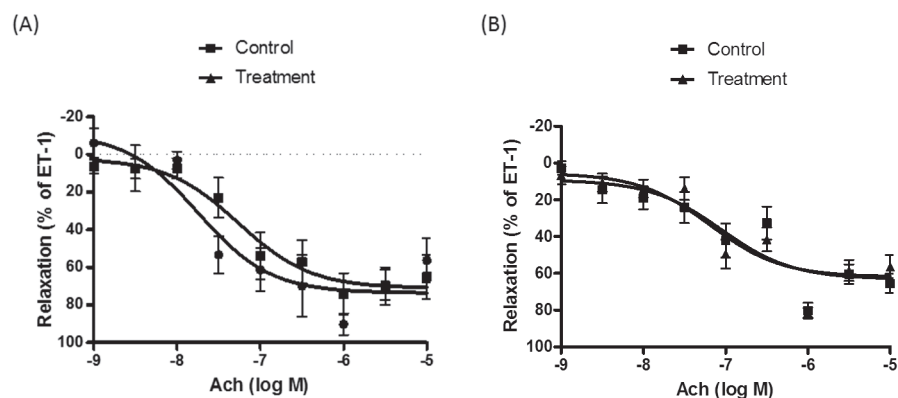 (A)
Control
Treatment
Relaxation (% of ET-1)
-20
0
20
40
60
80
100
-9
-8
-7
-6
-5
Ach (log M)
(B)
Control
Treatment
Relaxation (% of ET-1)
-20
0
20
40
60
80
100
-9
-8
-7
-6
-5
Ach (log M)